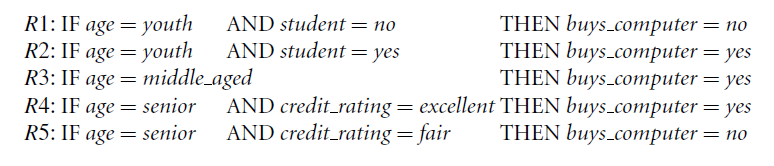 R1: IF age = youth AND student = no THEN buys_computer = no
R2: IF age = youth AND student = yes THEN buys_computer = yes
R3: IF age = middle_aged THEN buys_computer = yes
R4: IF age = senior AND credit_rating = excellent THEN buys_computer = yes
R5: IF age = senior AND credit_rating = fair THEN buys_computer = no